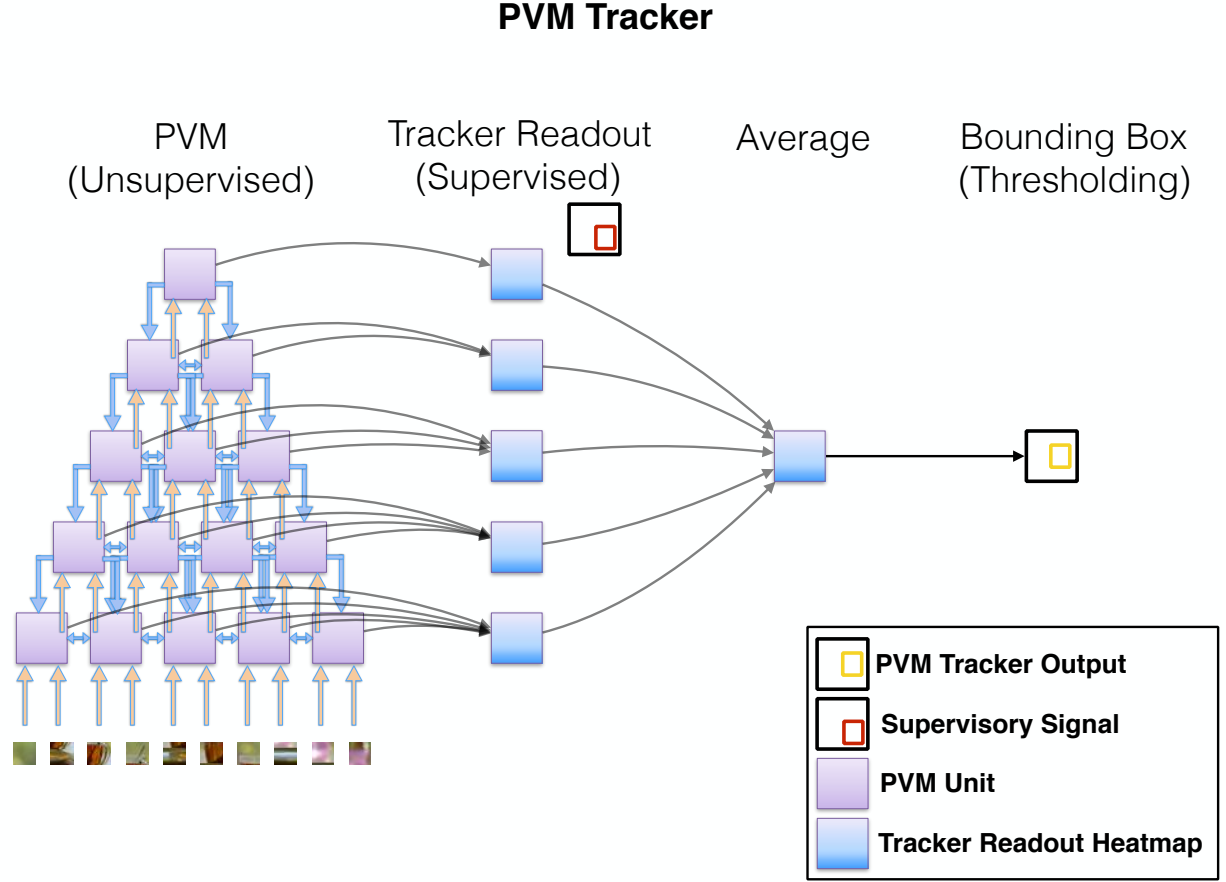 PVM Tracker
PVM
(Unsupervised)
Tracker Readout
(Supervised)
Average
Bounding Box
(Thresholding)
PVM Tracker Output
Supervisory Signal
PVM Unit
Tracker Readout Heatmap